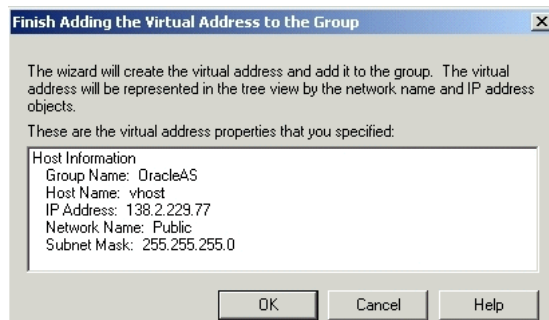 Finish Adding the Virtual Address to the Group
The wizard will create the virtual address and add it to the group. The virtual
address will be represented in the tree view by the network name and IP address
objects.
These are the virtual address properties that you specified:
Host Information
Group Name: OracleAS
Host Name: vhost
IP Address: 138.2.229.77
Network Name: Public
Subnet Mask: 255.255.255.0
OK
Cancel
Help